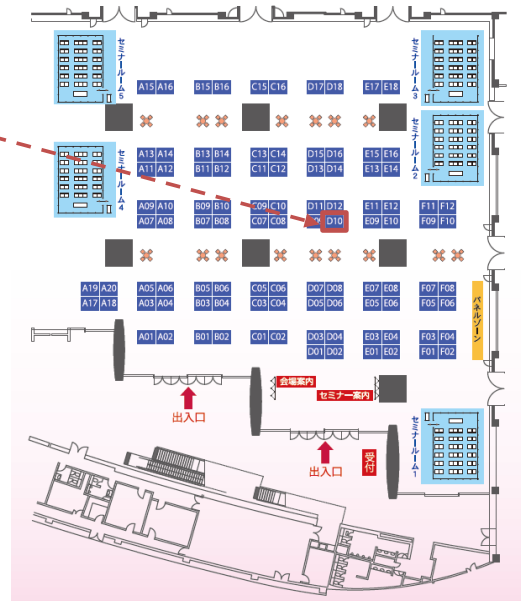 セミナールーム5
セミナールーム3
A15 A16 B15 B16 C15 C16 D17 D18 E17 E18
セミナールーム4
セミナールーム2
A13 A14 B13 B14 C13 C14 D15 D16 E15 E16
A11 A12 B11 B12 C11 C12 D13 D14 E13 E14
A09 A10 B09 B10 C09 C10 D11 D12 E11 E12 F11 F12
A07 A08 B07 B08 C07 C08 D10 E09 E10 F09 F10
A19 A20 A05 A06 B05 B06 C05 C06 D07 D08 E07 E08 F07 F08
A17 A18 A03 A04 B03 B04 C03 C04 D05 D06 E05 E06 F05 F06
パネルゾーン
A01 A02 B01 B02 C01 C02 D03 D04 E03 E04 F03 F04
D01 D02 E01 E02 F01 F02
会場案内
セミナー案内
出入口
受付
出入口
セミナールーム1